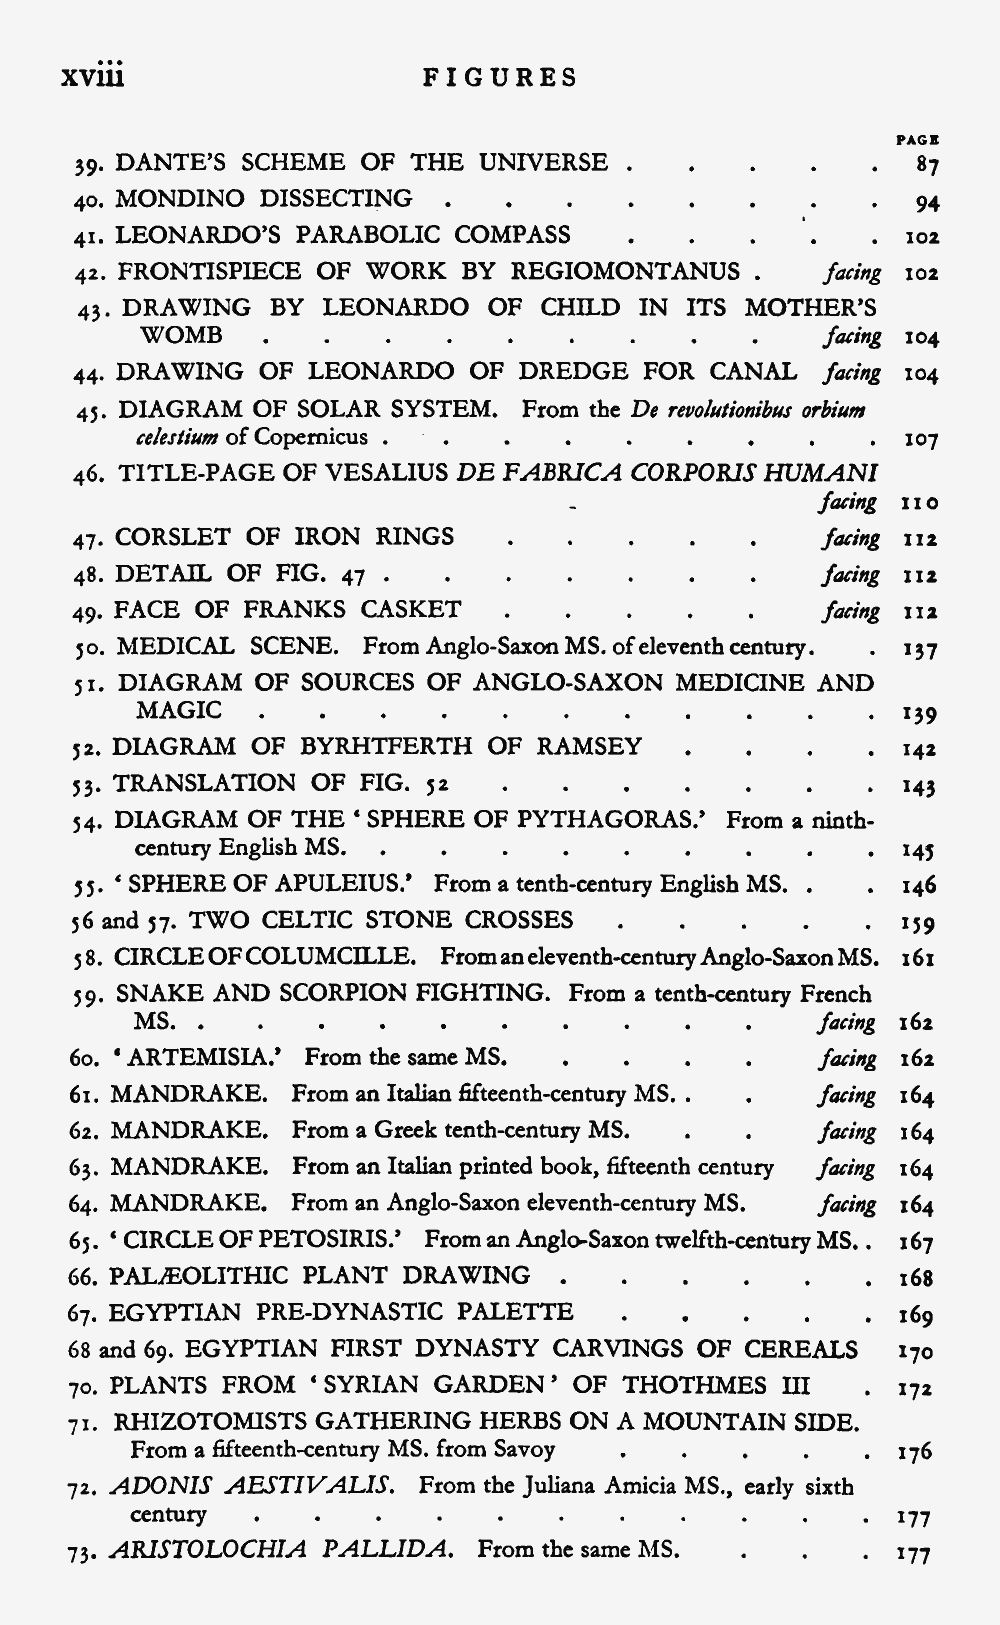 xviii FIGURES
PAGE
39. DANTE'S SCHEME OF THE UNIVERSE . . . . . 87
40. MONDINO DISSECTING . . . . . . . . 94
41. LEONARDO'S PARABOLIC COMPASS . . . . . 102
42. FRONTISPIECE OF WORK BY REGIOMONTANUS . facing 102
43. DRAWING BY LEONARDO OF CHILD IN ITS MOTHER'S
WOMB . . . . . . . . . facing 104
44. DRAWING OF LEONARDO OF DREDGE FOR CANAL facing 104
45. DIAGRAM OF SOLAR SYSTEM. From the De revolutionibus orbium
celestium of Copernicus . . . . . . . . . 107
46. TITLE-PAGE OF VESALIUS DE FABRICA CORPORIS HUMANI
facing 110
47. CORSLET OF IRON RINGS . . . . . facing 112
48. DETAIL OF FIG. 47 . . . . . . . facing 112
49. FACE OF FRANKS CASKET . . . . . facing 112
50. MEDICAL SCENE. From Anglo-Saxon MS. of eleventh century. . 137
51. DIAGRAM OF SOURCES OF ANGLO-SAXON MEDICINE AND
MAGIC . . . . . . . . . . . 139
52. DIAGRAM OF BYRHTFERTH OF RAMSEY . . . . 142
53. TRANSLATION OF FIG. 52 . . . . . . . 143
54. DIAGRAM OF THE ‘ SPHERE OF PYTHAGORAS.’ From a ninth-
century English MS. . . . . . . . . . 145
55. ‘ SPHERE OF APULEIUS.’ From a tenth-century English MS. . . 146
56 and 57. TWO CELTIC STONE CROSSES . . . . . 159
58. CIRCLE OF COLUMCILLE. From an eleventh-century Anglo-Saxon MS. 161
59. SNAKE AND SCORPION FIGHTING. From a tenth-century French
MS. . . . . . . . . . . facing 162
60. ‘ ARTEMISIA.’ From the same MS. . . . . facing 162
61. MANDRAKE. From an Italian fifteenth-century MS. . . facing 164
62. MANDRAKE. From a Greek tenth-century MS. . . facing 164
63. MANDRAKE. From an Italian printed book, fifteenth century facing 164
64. MANDRAKE. From an Anglo-Saxon eleventh-century MS. facing 164
65. ‘ CIRCLE OF PETOSIRIS.’ From an Anglo-Saxon twelfth-century MS. . 167
66. PALÆOLITHIC PLANT DRAWING . . . . . . 168
67. EGYPTIAN PRE-DYNASTIC PALETTE . . . . . 169
68 and 69. EGYPTIAN FIRST DYNASTY CARVINGS OF CEREALS 170
70. PLANTS FROM ‘ SYRIAN GARDEN ’ OF THOTHMES III . 172
71. RHIZOTOMISTS GATHERING HERBS ON A MOUNTAIN SIDE.
From a fifteenth-century MS. from Savoy . . . . . 176
72. ADONIS AESTIVALIS. From the Juliana Amicia MS., early sixth
century . . . . . . . . . . . 177
73. ARISTOLOCHIA PALLIDA. From the same MS. . . . 177